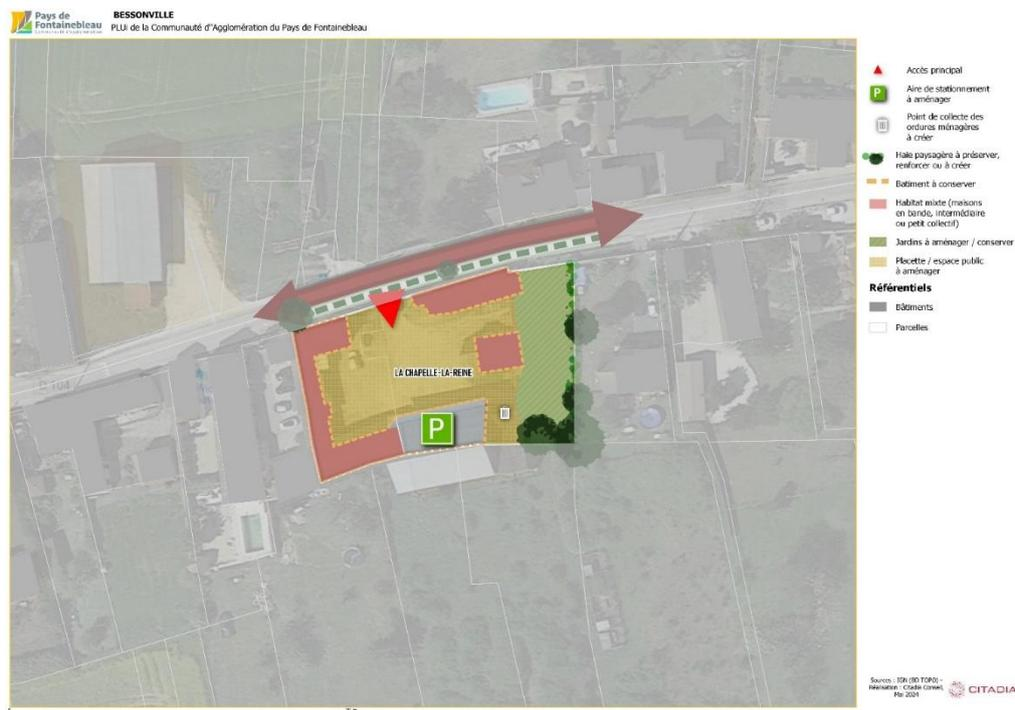 Pays de
Fontainebleau
BESSONVILLE
PLUi de la Communauté d''Agglomération du Pays de Fontainebleau
Accès principal
P
Aire de stationnement
à aménager
Point de collecte des
ordures ménagères
à créer
Haie paysagère à préserver,
renforcer ou à créer
Batiment à conserver
Habitat mixte (maisons
en bande, intermédiaire
ou petit collectif)
Jardins à aménager / conserver
Placette / espace public
à aménager
Référentiels
Bâtiments
Parcelles
D 104
LA CHAPELLE-LA-REINE
P
Sources : IGN (BD TOPO) -
Réalisation : Citadia Conseil,
Mai 2024
CITADIA